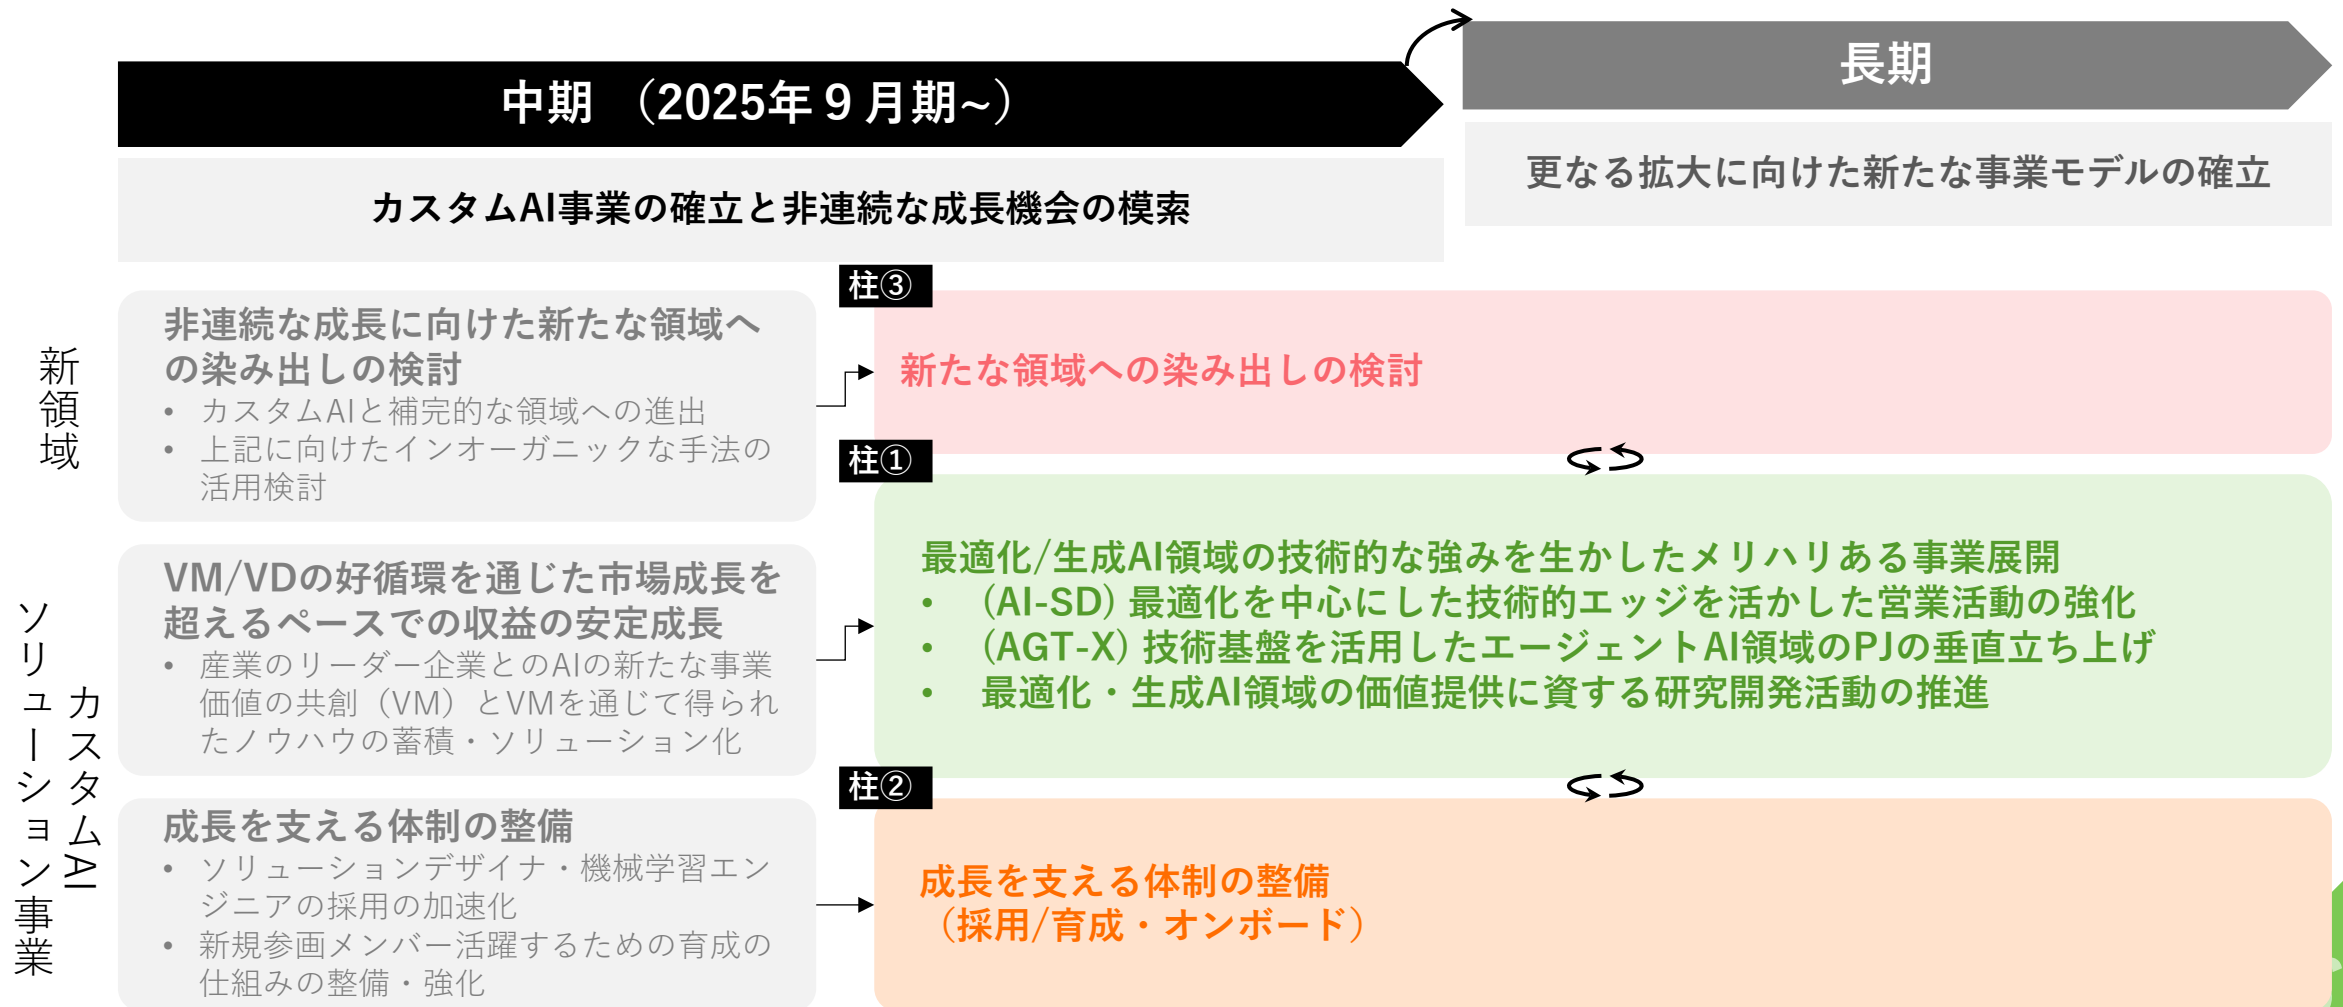 中期 （2025年９月期~）
長期
カスタムAI事業の確立と非連続な成長機会の模索
更なる拡大に向けた新たな事業モデルの確立
新領域
非連続な成長に向けた新たな領域へ
の染み出しの検討
• カスタムAIと補完的な領域への進出
• 上記に向けたインオーガニックな手法の
活用検討
柱③
新たな領域への染み出しの検討
カスタムAI
ソリューション事業
VM/VDの好循環を通じた市場成長を
超えるペースでの収益の安定成長
• 産業のリーダー企業とのAIの新たな事業
価値の共創（VM）とVMを通じて得られ
たノウハウの蓄積・ソリューション化
柱①
最適化/生成AI領域の技術的な強みを生かしたメリハリある事業展開
• （AI-SD) 最適化を中心にした技術的エッジを活かした営業活動の強化
• （AGT-X) 技術基盤を活用したエージェントAI領域のPJの垂直立ち上げ
• 最適化・生成AI領域の価値提供に資する研究開発活動の推進
成長を支える体制の整備
• ソリューションデザイナ・機械学習エン
ジニアの採用の加速化
• 新規参画メンバー活躍するための育成の
仕組みの整備・強化
柱②
成長を支える体制の整備
（採用/育成・オンボード）